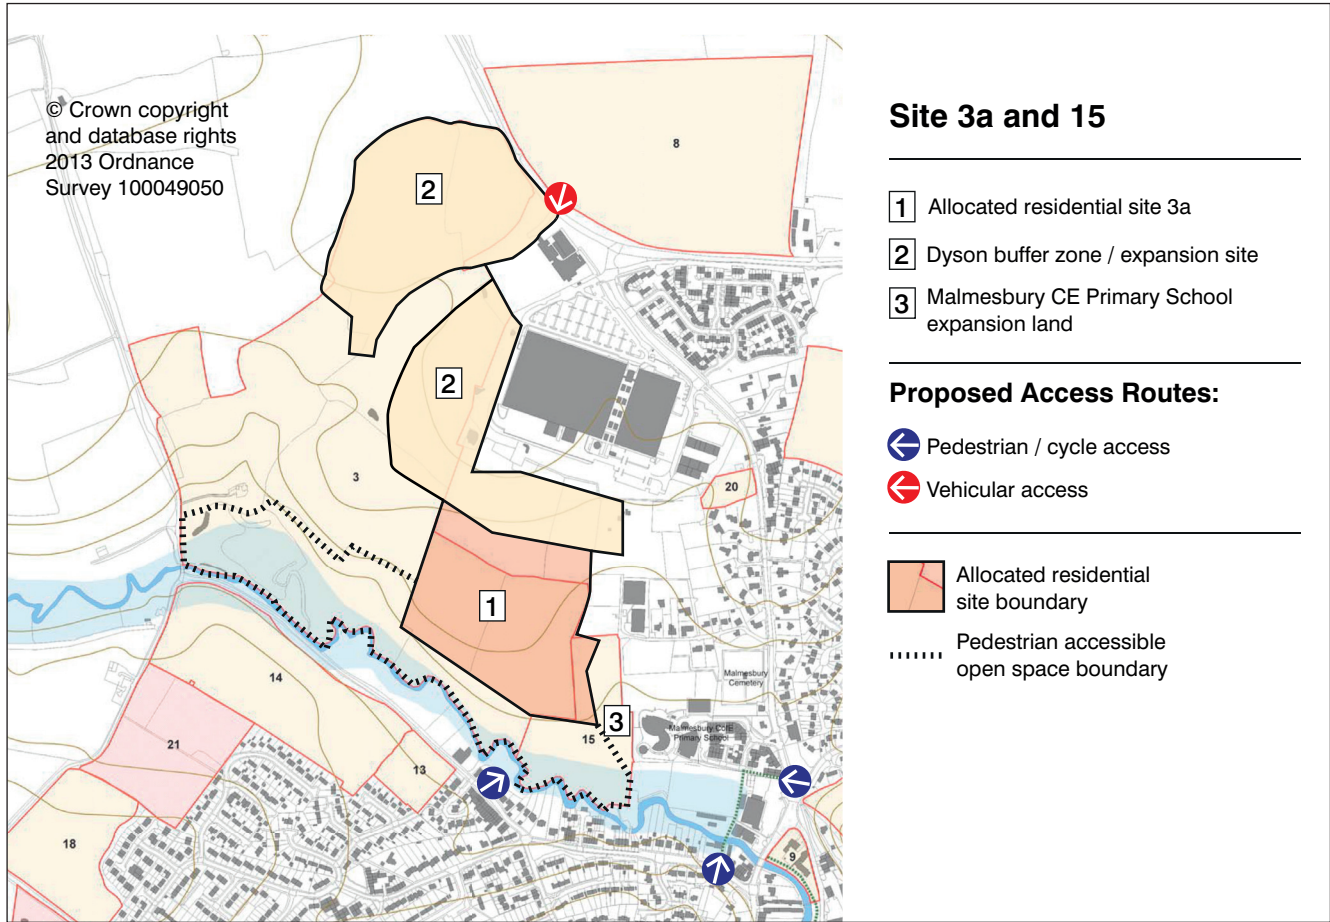 © Crown copyright
and database rights
2013 Ordnance
Survey 100049050
8
2
2
3
20
1
Malmesbury
Cemetery
3
15
Malmesbury CofE
Primary School
14
21
13
18
9
Site 3a and 15
1 Allocated residential site 3a
2 Dyson buffer zone / expansion site
3 Malmesbury CE Primary School
expansion land
Proposed Access Routes:
Pedestrian / cycle access
Vehicular access
Allocated residential
site boundary
Pedestrian accessible
open space boundary